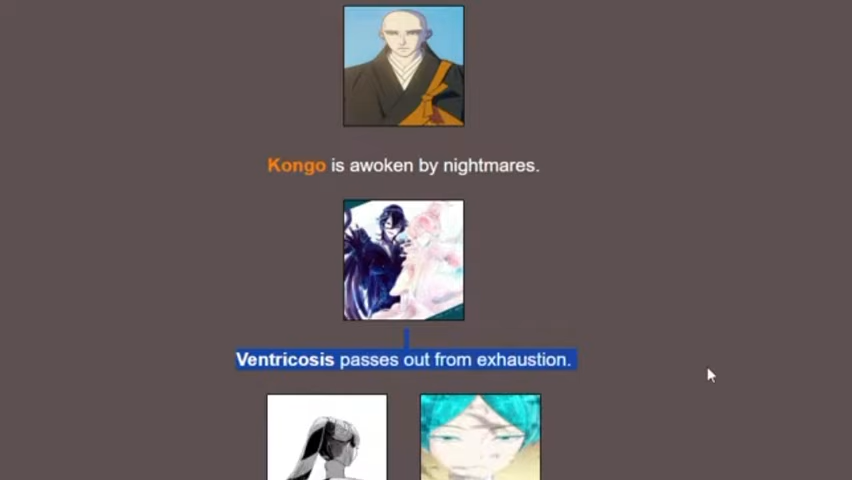 Kongo is awoken by nightmares.
Ventricosis passes out from exhaustion.